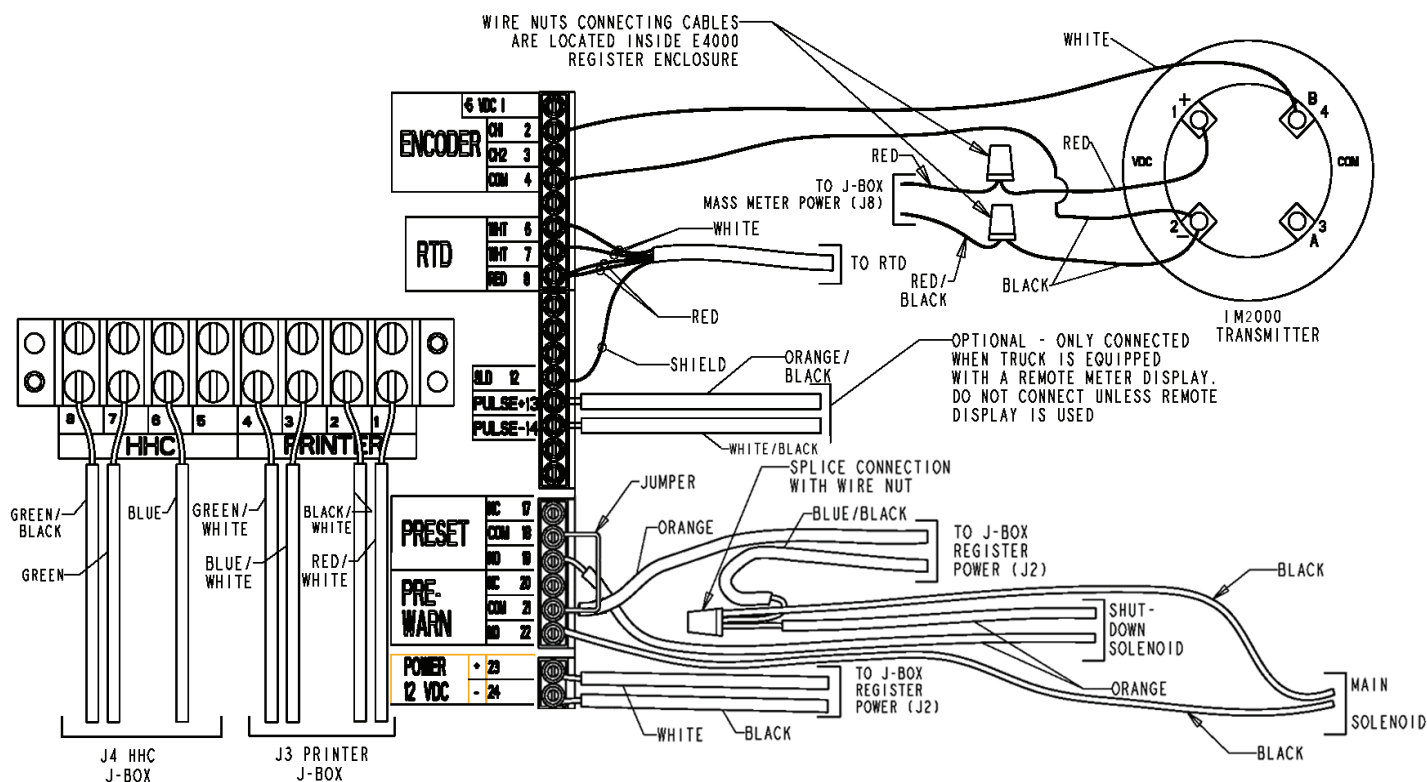 WIRE NUTS CONNECTING CABLES
ARE LOCATED INSIDE E4000
REGISTER ENCLOSURE
WHITE
ENCODER
CH1 2
CH2 3
COM 4
1
+
B
4
VDC
COM
2
-
3
A
IM2000
TRANSMITTER
RED
RED
TO J-BOX
MASS METER POWER (J8)
RED/
BLACK
BLACK
RTD
WHT 6
WHT 7
RED 8
WHITE
TO RTD
RED
SHIELD
SLD 12
PULSE+13
PULSE-14
ORANGE/
BLACK
WHITE/BLACK
OPTIONAL - ONLY CONNECTED
WHEN TRUCK IS EQUIPPED
WITH A REMOTE METER DISPLAY.
DO NOT CONNECT UNLESS REMOTE
DISPLAY IS USED
8 7 6 5 4 3 2 1
HHC PRINTER
GREEN/
BLACK
GREEN
BLUE
GREEN/
WHITE
BLUE/
WHITE
BLACK/
WHITE
RED/
WHITE
J4 HHC
J-BOX
J3 PRINTER
J-BOX
PRESET
NC 17
COM 18
NO 19
PRE-
WARN
NC 20
COM 21
NO 22
POWER
12 VDC
+ 23
- 24
JUMPER
ORANGE
SPLICE CONNECTION
WITH WIRE NUT
BLUE/BLACK
TO J-BOX
REGISTER
POWER (J2)
BLACK
SHUT-
DOWN
SOLENOID
ORANGE
TO J-BOX
REGISTER
POWER (J2)
WHITE
BLACK
MAIN
SOLENOID
BLACK